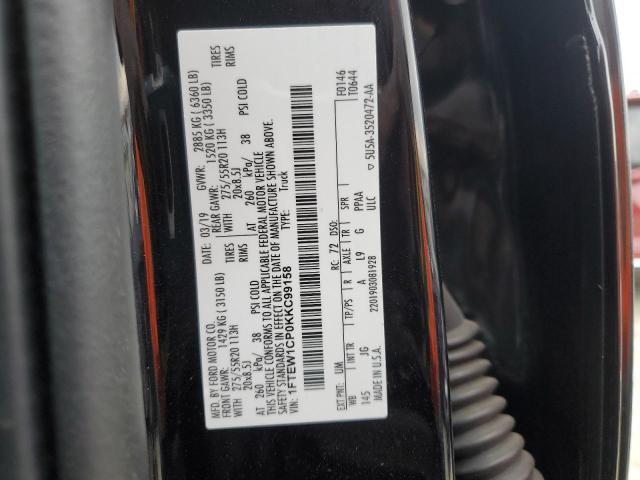 MFD. BY FORD MOTOR CO.
03/19
GVWR: 2885 KG ( 6360 LB)
FRONT GAWR: 1429 KG ( 3150 LB)
REAR GAWR: 1520 KG ( 3350 LB)
WITH 275/55R20 113H TIRES
WITH 275/55R20 113H TIRES
20x8.5J RIMS
20x8.5J RIMS
AT 260 kPa/ 38 PSI COLD
AT 260 kPa/ 38 PSI COLD
THIS VEHICLE CONFORMS TO ALL APPLICABLE FEDERAL MOTOR VEHICLE
SAFETY STANDARDS IN EFFECT ON THE DATE OF MANUFACTURE SHOWN ABOVE.
VIN: 1FTEW1CP0KKC99158
TYPE: Truck
EXT PNT: UM RC: 72 DSO: F0146
WB INT TR TP/PS R AXLE TR SPR T0644
145 JG A L9 G PPAA
ULC
MADE IN U.S.A. 2201903081928
5U5A-3520472-AA